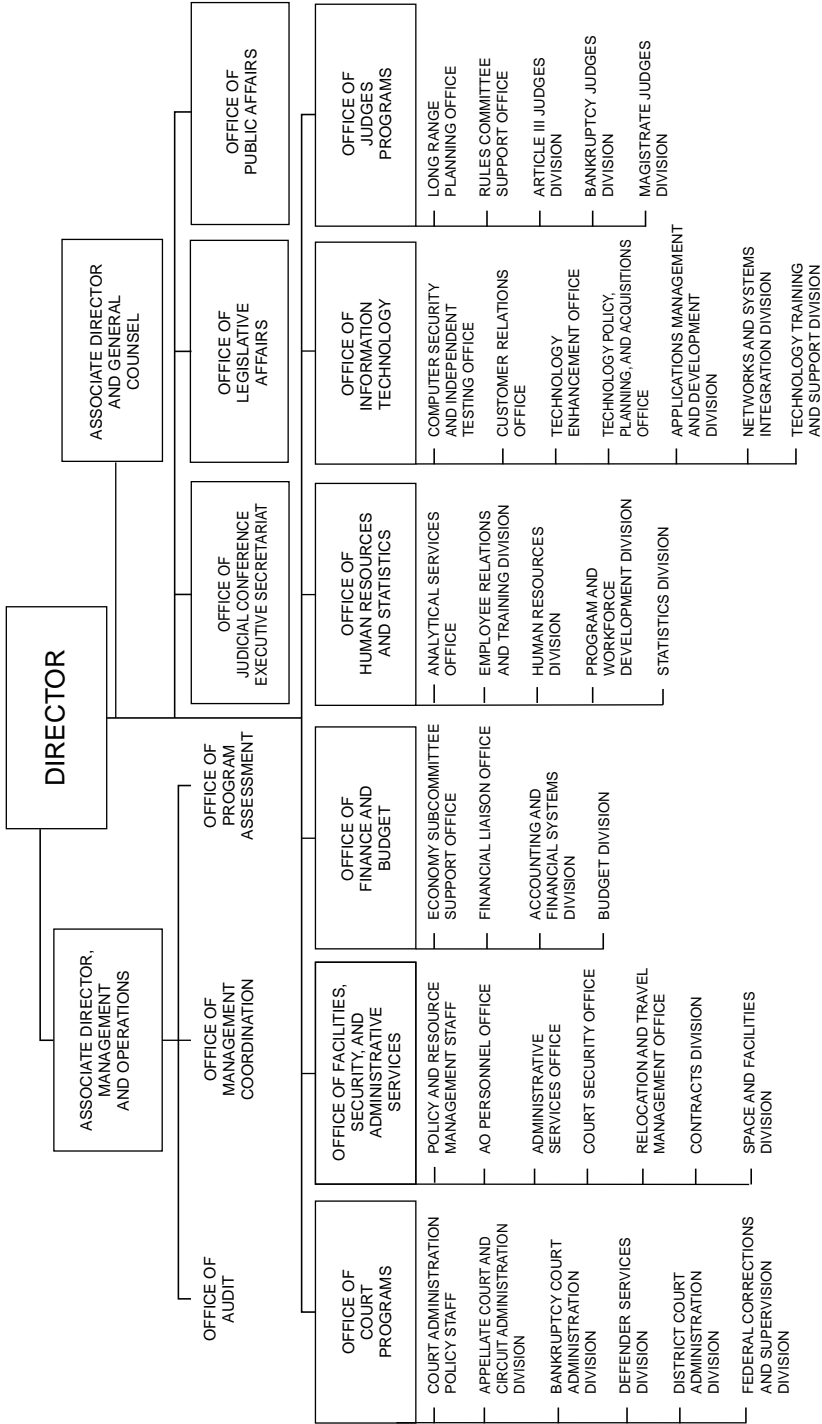 DIRECTOR
ASSOCIATE DIRECTOR,
MANAGEMENT
AND OPERATIONS
ASSOCIATE DIRECTOR
AND GENERAL
COUNSEL
OFFICE OF
AUDIT
OFFICE OF
MANAGEMENT
COORDINATION
OFFICE OF
PROGRAM
ASSESSMENT
OFFICE OF
JUDICIAL CONFERENCE
EXECUTIVE SECRETARIAT
OFFICE OF
LEGISLATIVE
AFFAIRS
OFFICE OF
PUBLIC AFFAIRS
OFFICE OF
COURT
PROGRAMS
COURT ADMINISTRATION
POLICY STAFF
APPELLATE COURT AND
CIRCUIT ADMINISTRATION
DIVISION
BANKRUPTCY COURT
ADMINISTRATION
DIVISION
DEFENDER SERVICES
DIVISION
DISTRICT COURT
ADMINISTRATION
DIVISION
FEDERAL CORRECTIONS
AND SUPERVISION
DIVISION
OFFICE OF FACILITIES,
SECURITY, AND
ADMINISTRATIVE
SERVICES
POLICY AND RESOURCE
MANAGEMENT STAFF
AO PERSONNEL OFFICE
ADMINISTRATIVE
SERVICES OFFICE
COURT SECURITY OFFICE
RELOCATION AND TRAVEL
MANAGEMENT OFFICE
CONTRACTS DIVISION
SPACE AND FACILITIES
DIVISION
OFFICE OF
FINANCE AND
BUDGET
ECONOMY SUBCOMMITTEE
SUPPORT OFFICE
FINANCIAL LIAISON OFFICE
ACCOUNTING AND
FINANCIAL SYSTEMS
DIVISION
BUDGET DIVISION
OFFICE OF
HUMAN RESOURCES
AND STATISTICS
ANALYTICAL SERVICES
OFFICE
EMPLOYEE RELATIONS
AND TRAINING DIVISION
HUMAN RESOURCES
DIVISION
PROGRAM AND
WORKFORCE
DEVELOPMENT DIVISION
STATISTICS DIVISION
OFFICE OF
INFORMATION
TECHNOLOGY
COMPUTER SECURITY
AND INDEPENDENT
TESTING OFFICE
CUSTOMER RELATIONS
OFFICE
TECHNOLOGY
ENHANCEMENT OFFICE
TECHNOLOGY POLICY,
PLANNING, AND ACQUISITIONS
OFFICE
APPLICATIONS MANAGEMENT
AND DEVELOPMENT
DIVISION
NETWORKS AND SYSTEMS
INTEGRATION DIVISION
TECHNOLOGY TRAINING
AND SUPPORT DIVISION
OFFICE OF
JUDGES
PROGRAMS
LONG RANGE
PLANNING OFFICE
RULES COMMITTEE
SUPPORT OFFICE
ARTICLE III JUDGES
DIVISION
BANKRUPTCY JUDGES
DIVISION
MAGISTRATE JUDGES
DIVISION